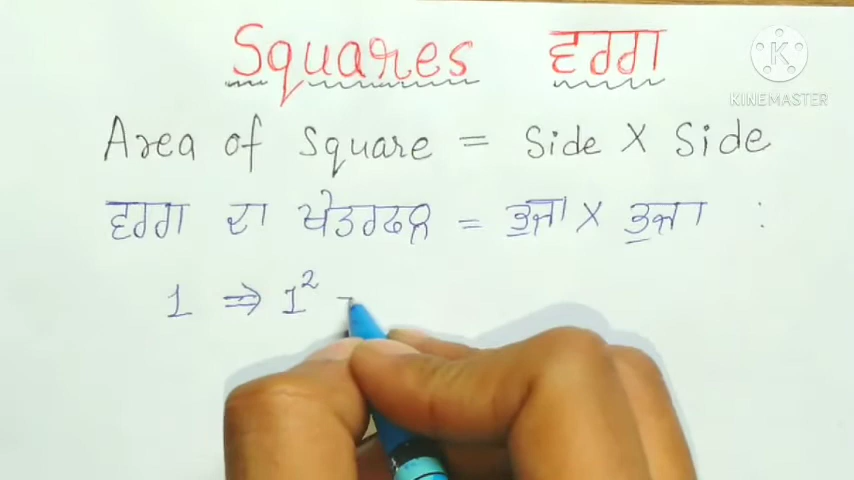 Squares ਵਰਗ
KINEMASTER
Area of Square = Side X Side
ਵਰਗ ਦਾ ਖੇਤਰਫਲ = ਭੁਜਾ X ਭੁਜਾ :
1 ⇒ 1² -